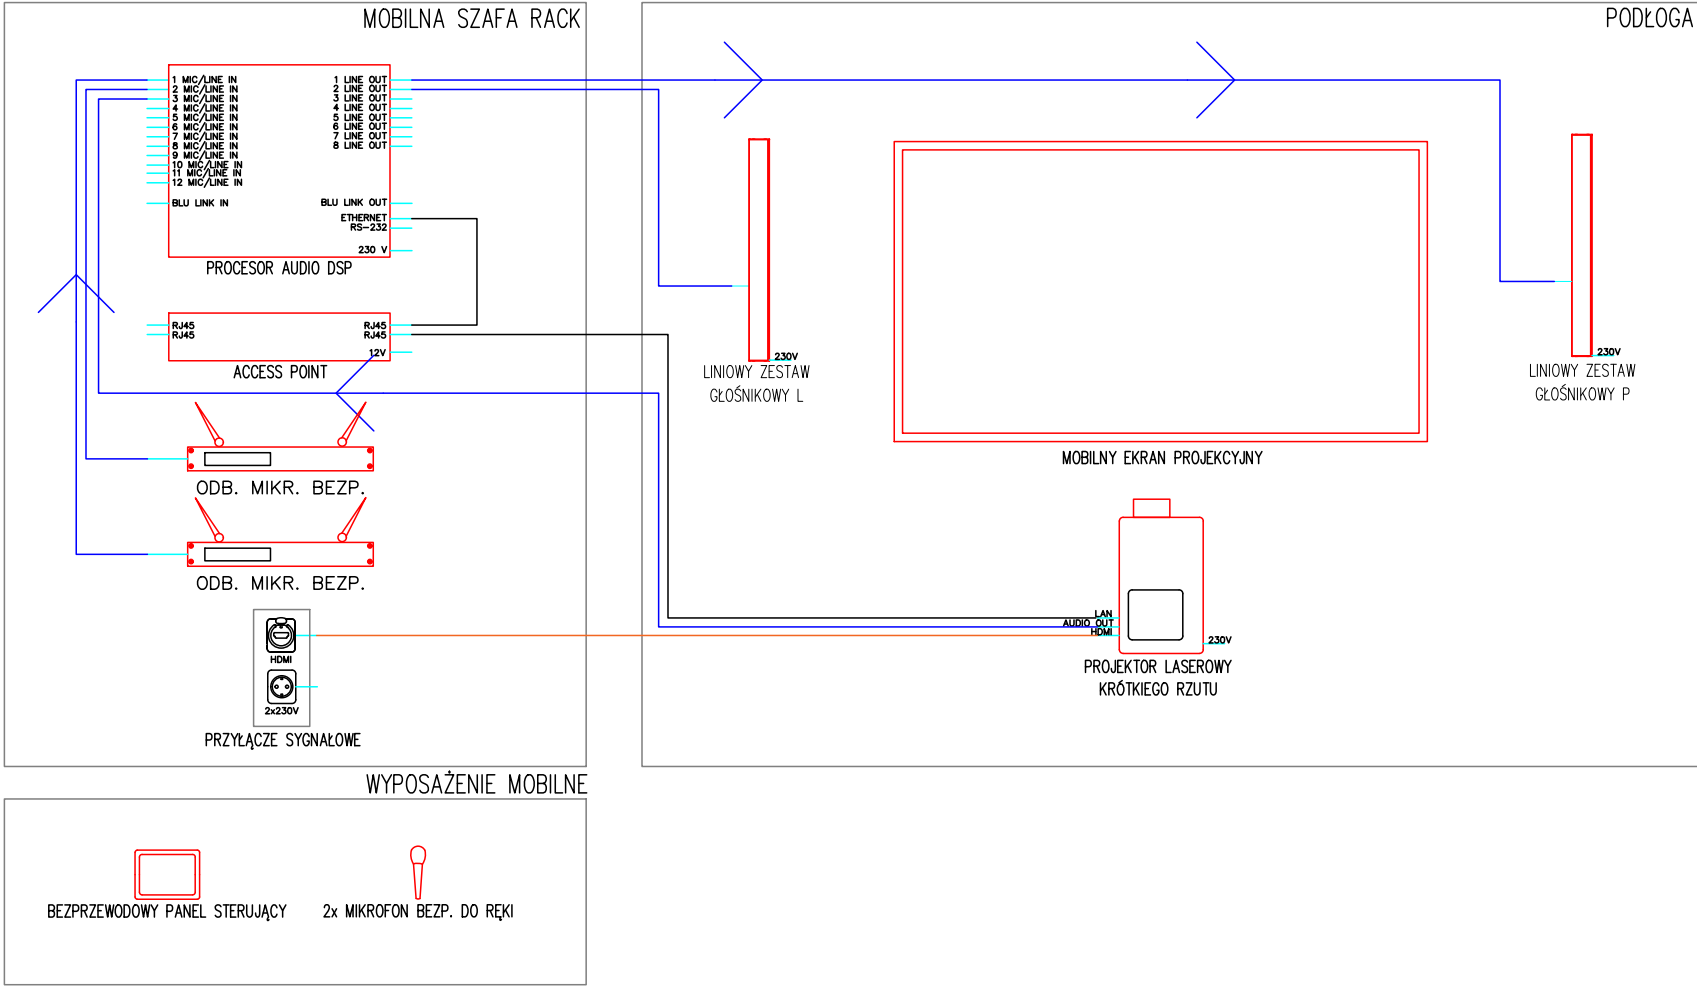 MOBILNA SZAFA RACK
1 MIC/LINE IN
2 MIC/LINE IN
3 MIC/LINE IN
4 MIC/LINE IN
5 MIC/LINE IN
6 MIC/LINE IN
7 MIC/LINE IN
8 MIC/LINE IN
9 MIC/LINE IN
10 MIC/LINE IN
11 MIC/LINE IN
12 MIC/LINE IN
BLU LINK IN
1 LINE OUT
2 LINE OUT
3 LINE OUT
4 LINE OUT
5 LINE OUT
6 LINE OUT
7 LINE OUT
8 LINE OUT
BLU LINK OUT
ETHERNET
RS-232
230 V
PROCESOR AUDIO DSP
RJ45
RJ45
RJ45
RJ45
12V
ACCESS POINT
ODB. MIKR. BEZP.
ODB. MIKR. BEZP.
HDMI
2x230V
PRZYŁĄCZE SYGNAŁOWE
PODŁOGA
230V
LINIOWY ZESTAW
GŁOŚNIKOWY L
MOBILNY EKRAN PROJEKCYJNY
230V
LINIOWY ZESTAW
GŁOŚNIKOWY P
LAN
AUDIO OUT
HDMI
230V
PROJEKTOR LASEROWY
KRÓTKIEGO RZUTU
WYPOSAŻENIE MOBILNE
BEZPRZEWODOWY PANEL STERUJĄCY
2x MIKROFON BEZP. DO RĘKI